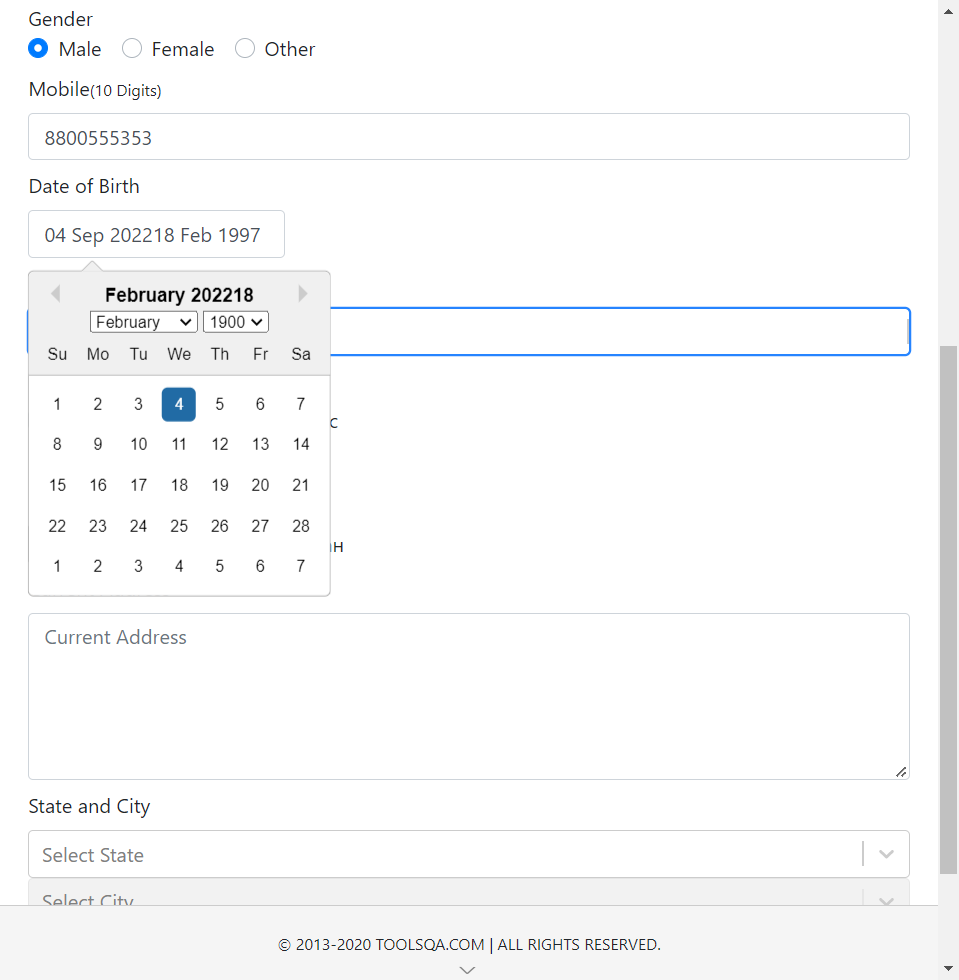 Gender
Male Female Other
Mobile(10 Digits)
8800555353
Date of Birth
04 Sep 202218 Feb 1997
February 202218
February 1900
Su Mo Tu We Th Fr Sa
1 2 3 4 5 6 7
8 9 10 11 12 13 14
15 16 17 18 19 20 21
22 23 24 25 26 27 28
1 2 3 4 5 6 7
Current Address
State and City
Select State
Select City
© 2013-2020 TOOLSQA.COM | ALL RIGHTS RESERVED.